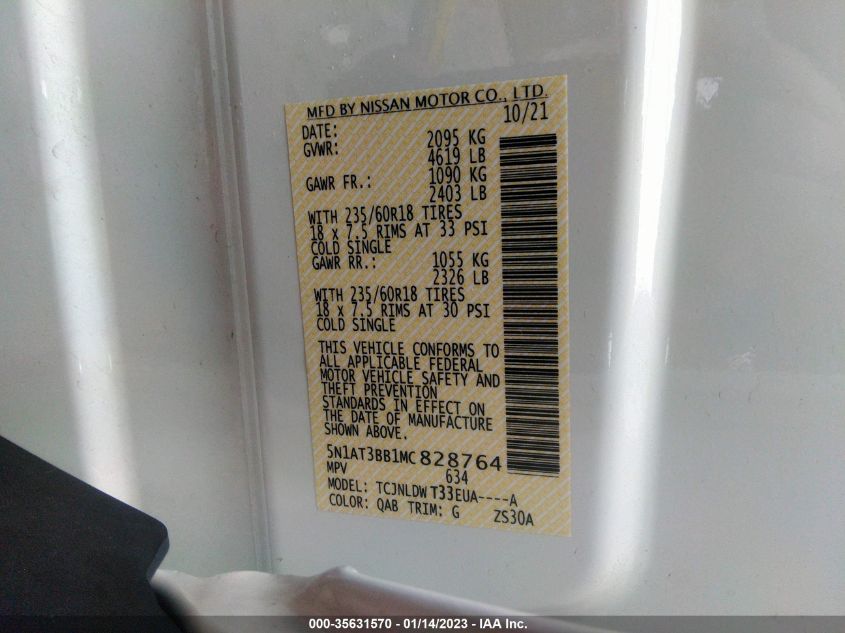 MFD BY NISSAN MOTOR CO., LTD.
DATE: 10/21
GVWR: 2095 KG
4619 LB
GAWR FR.: 1090 KG
2403 LB
WITH 235/60R18 TIRES
18 x 7.5 RIMS AT 33 PSI
COLD SINGLE
GAWR RR.: 1055 KG
2326 LB
WITH 235/60R18 TIRES
18 x 7.5 RIMS AT 30 PSI
COLD SINGLE
THIS VEHICLE CONFORMS TO
ALL APPLICABLE FEDERAL
MOTOR VEHICLE SAFETY AND
THEFT PREVENTION
STANDARDS IN EFFECT ON
THE DATE OF MANUFACTURE
SHOWN ABOVE.
5N1AT3BB1MC828764
MPV 634
MODEL: TCJNLDWT33EUA----A
COLOR: QAB TRIM: G ZS30A
000-35631570 - 01/14/2023 - IAA Inc.